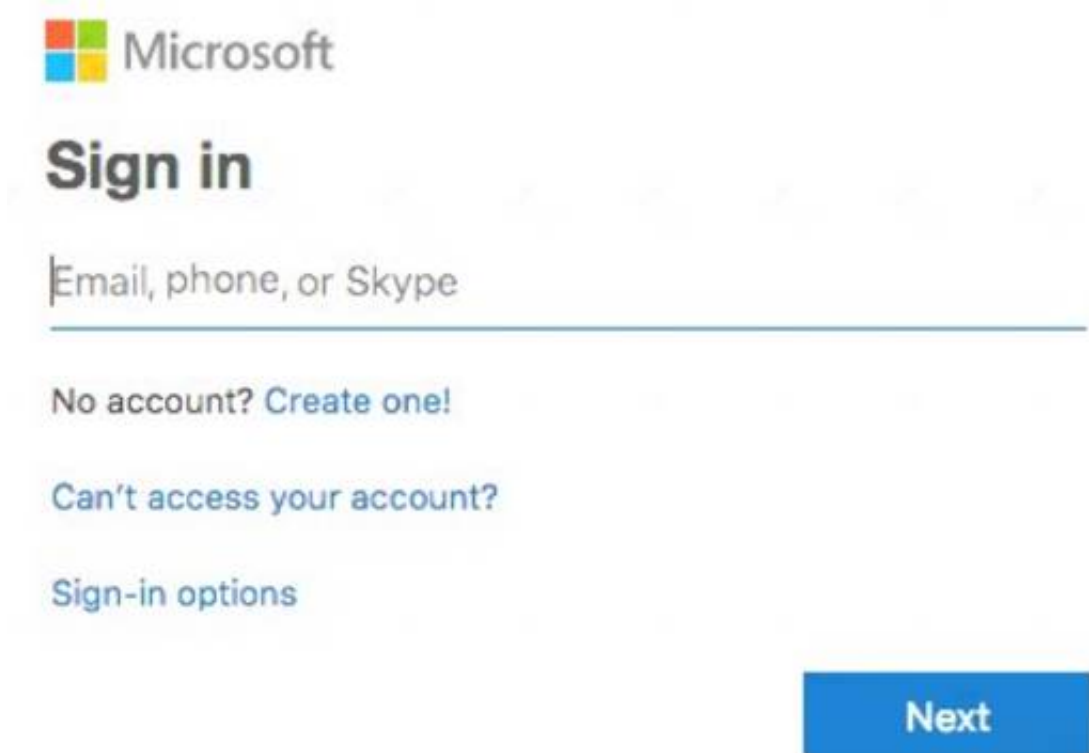 Microsoft
Sign in
Email, phone, or Skype
No account? Create one!
Can't access your account?
Sign-in options
Next